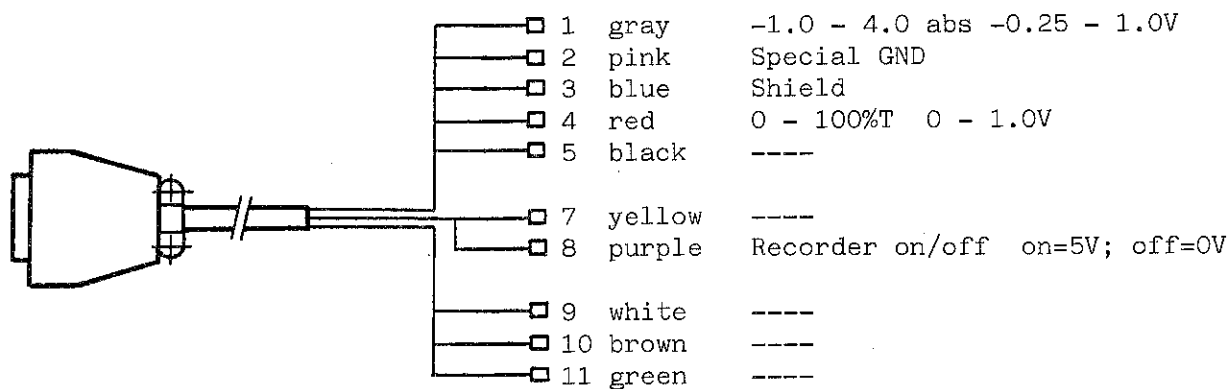 1 gray -1.0 - 4.0 abs -0.25 - 1.0V
2 pink Special GND
3 blue Shield
4 red 0 - 100%T 0 - 1.0V
5 black ----
7 yellow ----
8 purple Recorder on/off on=5V; off=0V
9 white ----
10 brown ----
11 green ----